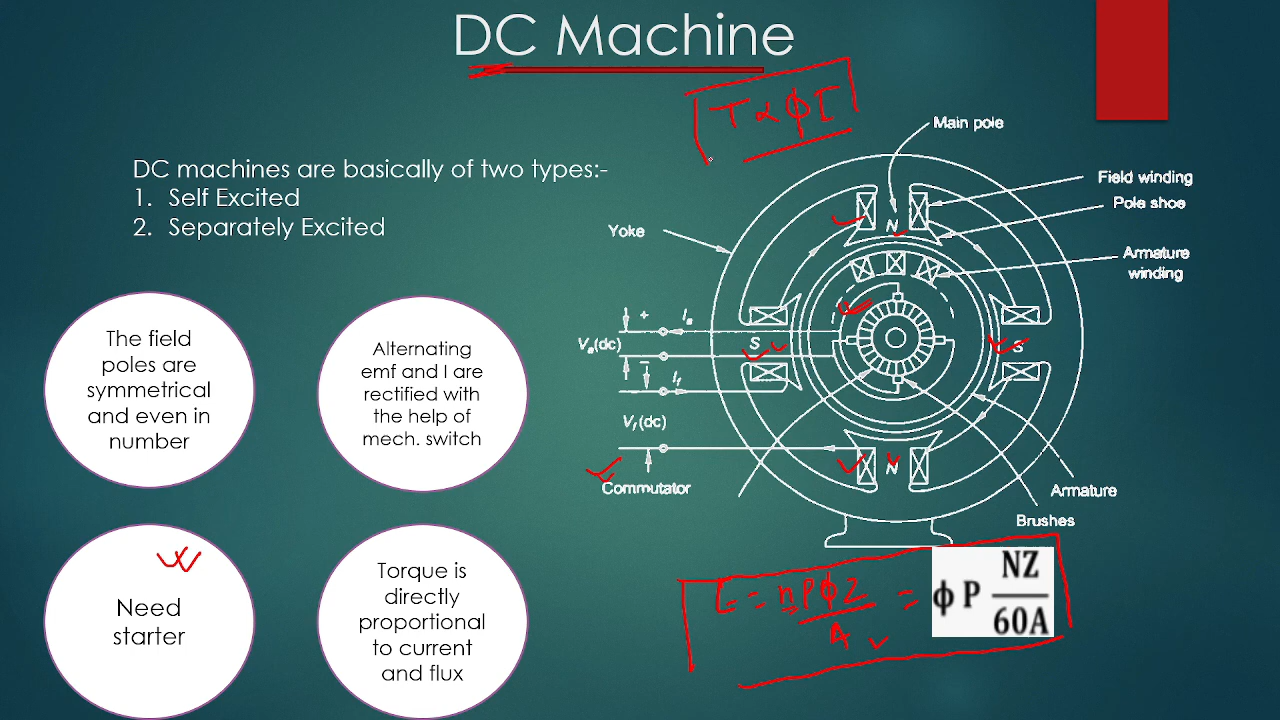 DC Machine
T ∝ ϕ I
DC machines are basically of two types:-
1. Self Excited
2. Separately Excited
Main pole
Field winding
Pole shoe
Yoke
N
Armature
winding
+
Ia
Va(dc)
S
S
−
If
Vf(dc)
N
Commutator
Armature
Brushes
The field
poles are
symmetrical
and even in
number
Alternating
emf and I are
rectified with
the help of
mech. switch
Need
starter
Torque is
directly
proportional
to current
and flux
E = nPϕZ/A = ϕ P NZ/60A